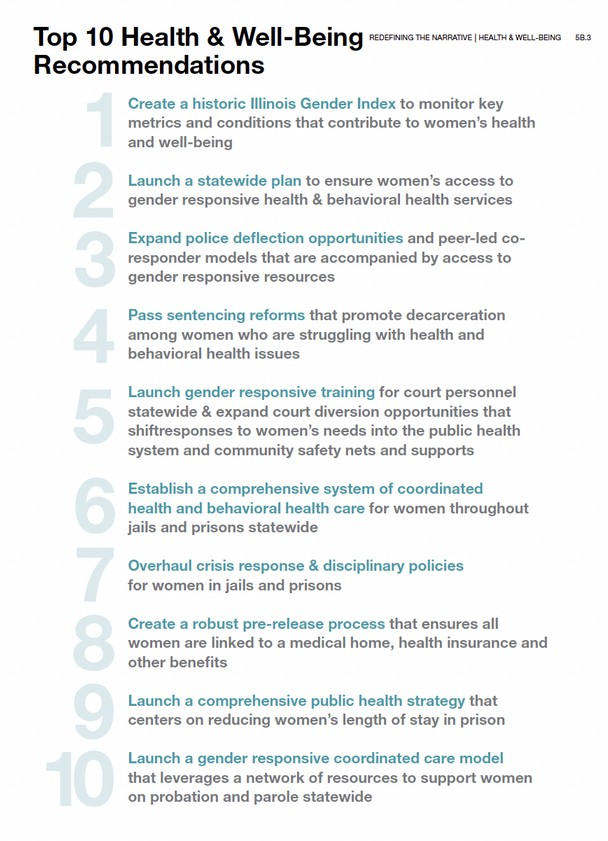 Top 10 Health & Well-Being
Recommendations
REDEFINING THE NARRATIVE | HEALTH & WELL-BEING 5B.3
1
Create a historic Illinois Gender Index to monitor key
metrics and conditions that contribute to women's health
and well-being
2
Launch a statewide plan to ensure women's access to
gender responsive health & behavioral health services
3
Expand police deflection opportunities and peer-led co-
responder models that are accompanied by access to
gender responsive resources
4
Pass sentencing reforms that promote decarceration
among women who are struggling with health and
behavioral health issues
5
Launch gender responsive training for court personnel
statewide & expand court diversion opportunities that
shiftresponses to women's needs into the public health
system and community safety nets and supports
6
Establish a comprehensive system of coordinated
health and behavioral health care for women throughout
jails and prisons statewide
7
Overhaul crisis response & disciplinary policies
for women in jails and prisons
8
Create a robust pre-release process that ensures all
women are linked to a medical home, health insurance and
other benefits
9
Launch a comprehensive public health strategy that
centers on reducing women's length of stay in prison
10
Launch a gender responsive coordinated care model
that leverages a network of resources to support women
on probation and parole statewide